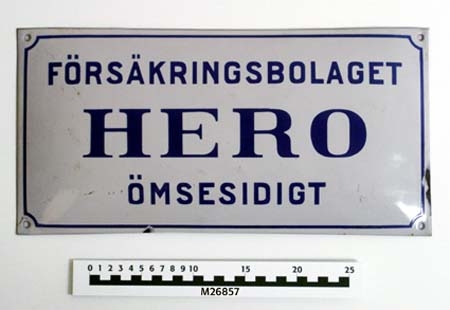 FÖRSÄKRINGSBOLAGET
HERO
ÖMSESIDIGT
0 1 2 3 4 5 6 7 8 9 10 15 20 25
M26857